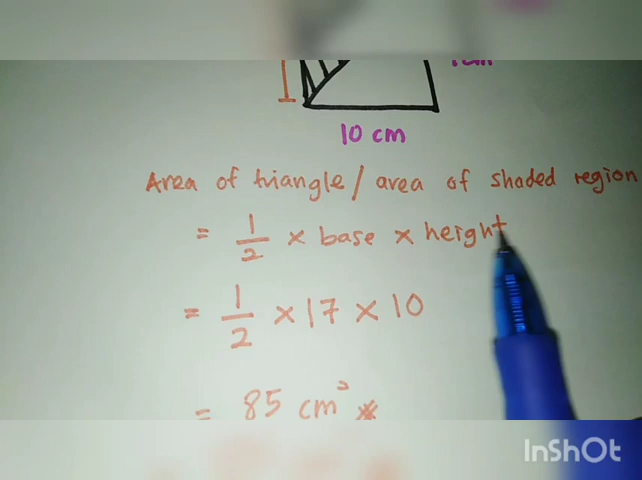 10 cm
Area of triangle / area of shaded region
= 1/2 × base × height
= 1/2 × 17 × 10
= 85 cm²
InShOt